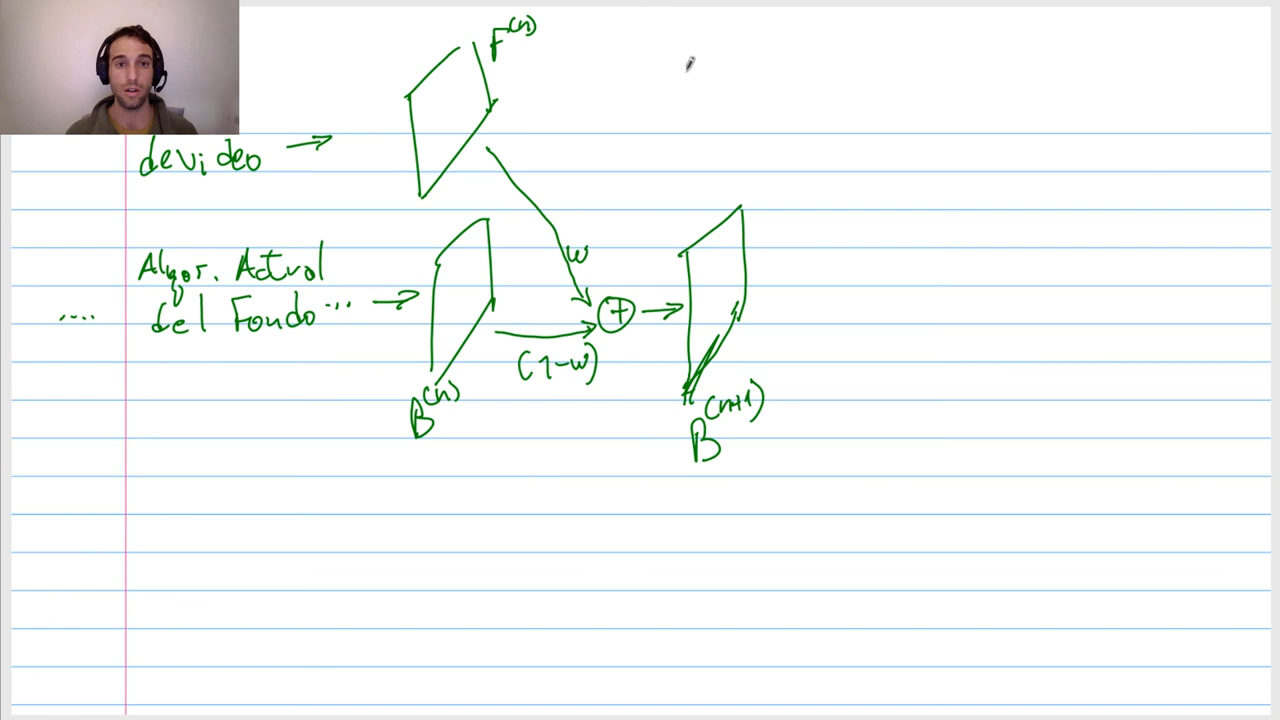 F^(n)
de video →
w
Algor. Actual
.... del Fondo... →
+ →
(1-w)
B^(n)
B^(n+1)